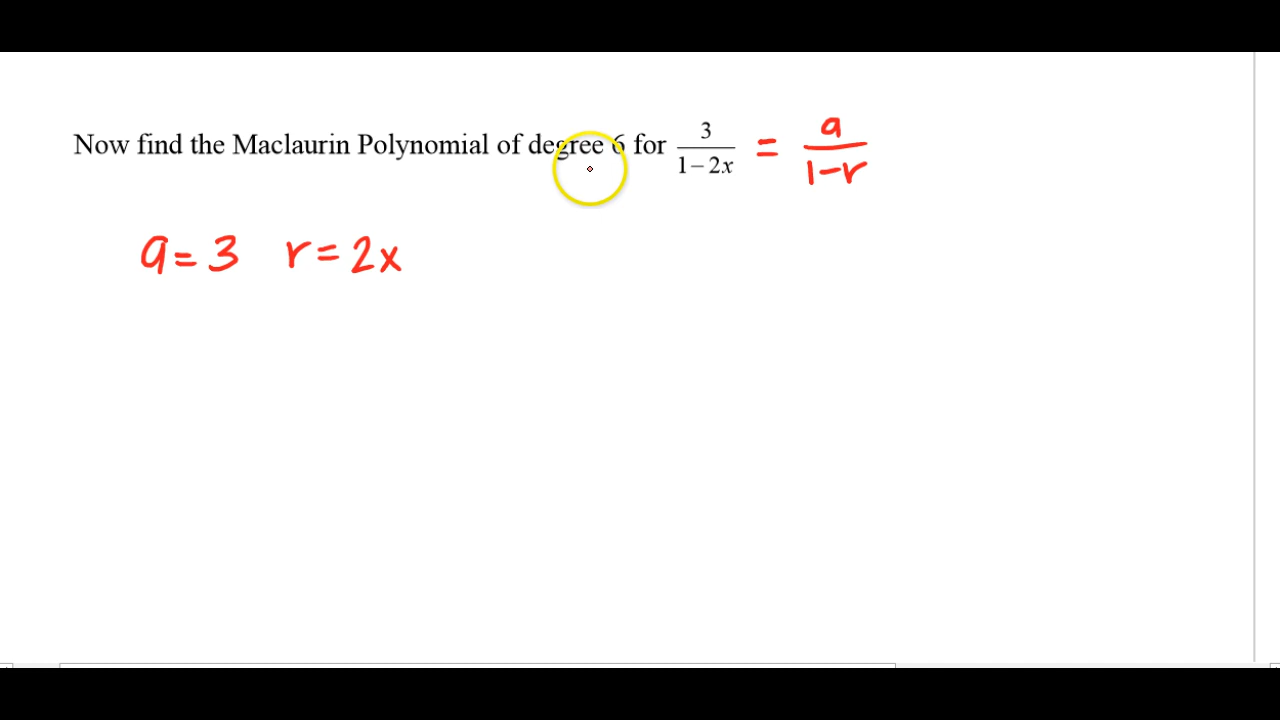 Now find the Maclaurin Polynomial of degree 6 for 3/(1-2x) = a/(1-r)
a=3 r=2x